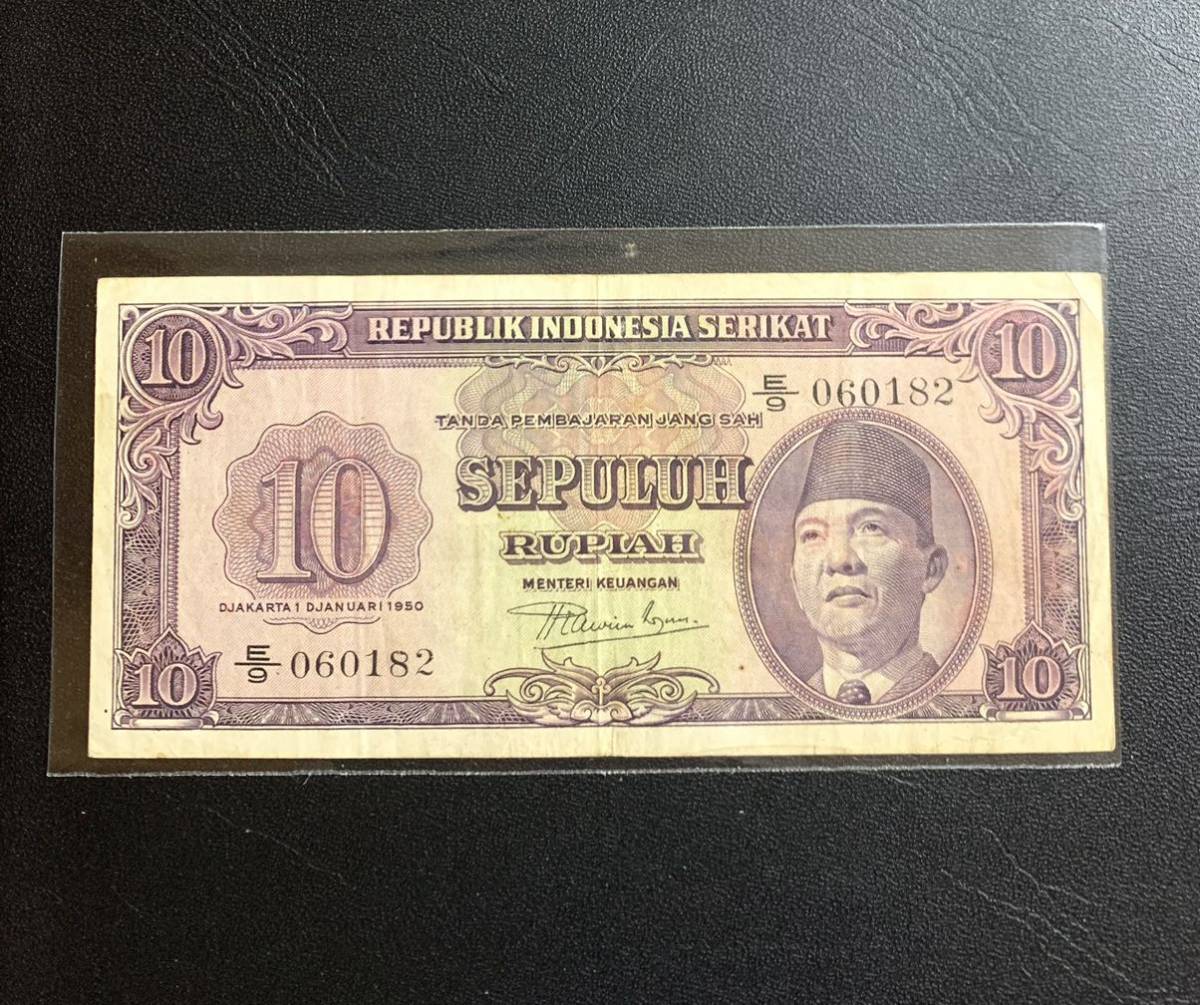 REPUBLIK INDONESIA SERIKAT
10
10
E/9 060182
TANDA PEMBAJARAN JANG SAH
10
SEPULUH
RUPIAH
MENTERI KEUANGAN
DJAKARTA 1 DJANUARI 1950
E/9 060182
10
10